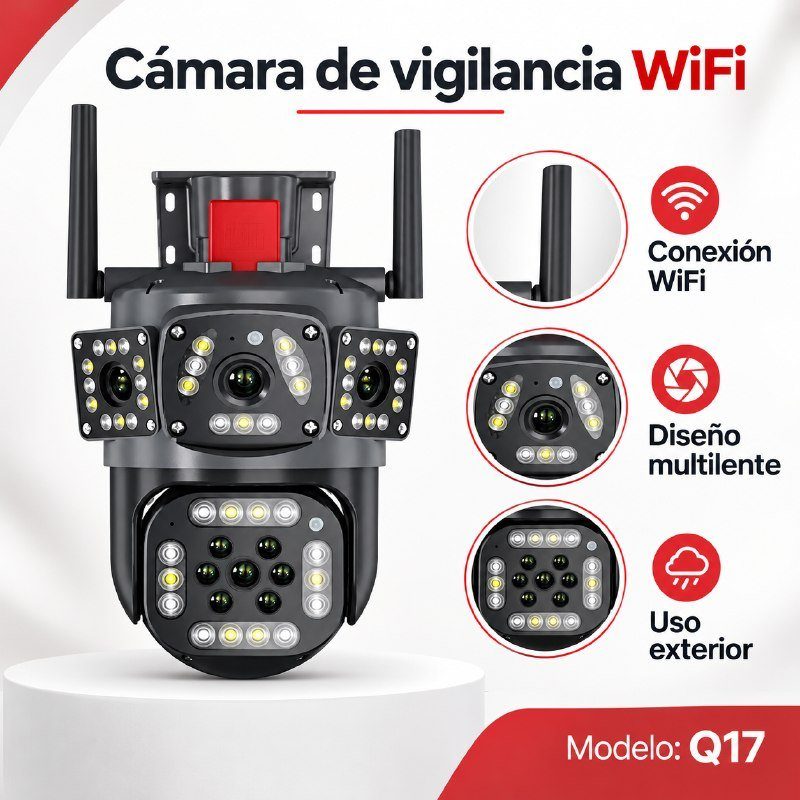 Cámara de vigilancia WiFi
Conexión
WiFi
Diseño
multilente
Uso
exterior
Modelo: Q17